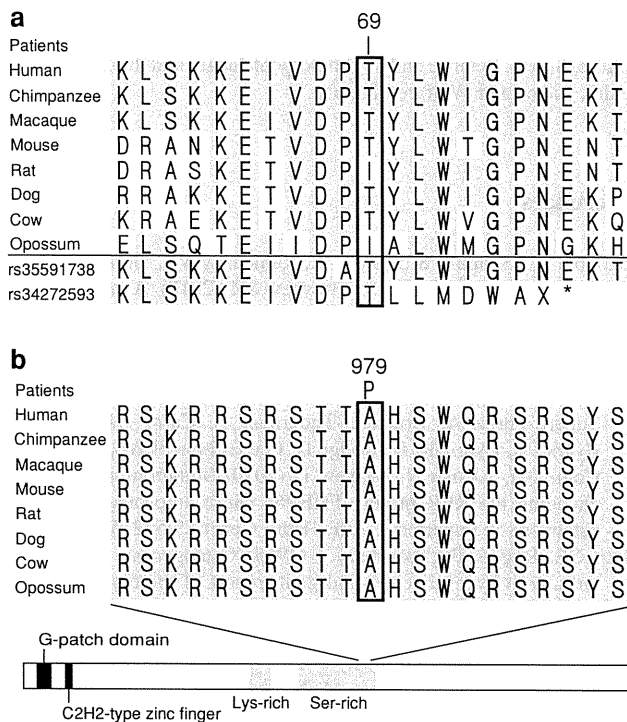 a
69
Patients I
Human K L S K K E I V D P T Y L W I G P N E K T
Chimpanzee K L S K K E I V D P T Y L W I G P N E K T
Macaque K L S K K E I V D P T Y L W I G P N E K T
Mouse D R A N K E T V D P T Y L W T G P N E N T
Rat D R A S K E T V D P I Y L W I G P N E N T
Dog R R A K K E T V D P T Y L W I G P N E K P
Cow K R A E K E T V D P T Y L W V G P N E K Q
Opossum E L S Q T E I I D P I A L W M G P N G K H
rs35591738 K L S K K E I V D A T Y L W I G P N E K T
rs34272593 K L S K K E I V D P T L L M D W A X *
b
979
Patients P
Human R S K R R S R S T T A H S W Q R S R S Y S
Chimpanzee R S K R R S R S T T A H S W Q R S R S Y S
Macaque R S K R R S R S T T A H S W Q R S R S Y S
Mouse R S K R R S R S T T A H S W Q R S R S Y S
Rat R S K R R S R S T T A H S W Q R S R S Y S
Dog R S K R R S R S T T A H S W Q R S R S Y S
Cow R S K R R S R S T T A H S W Q R S R S Y S
Opossum R S K R R S R S T T A H S W Q R S R S Y S
G-patch domain
Lys-rich Ser-rich
C2H2-type zinc finger